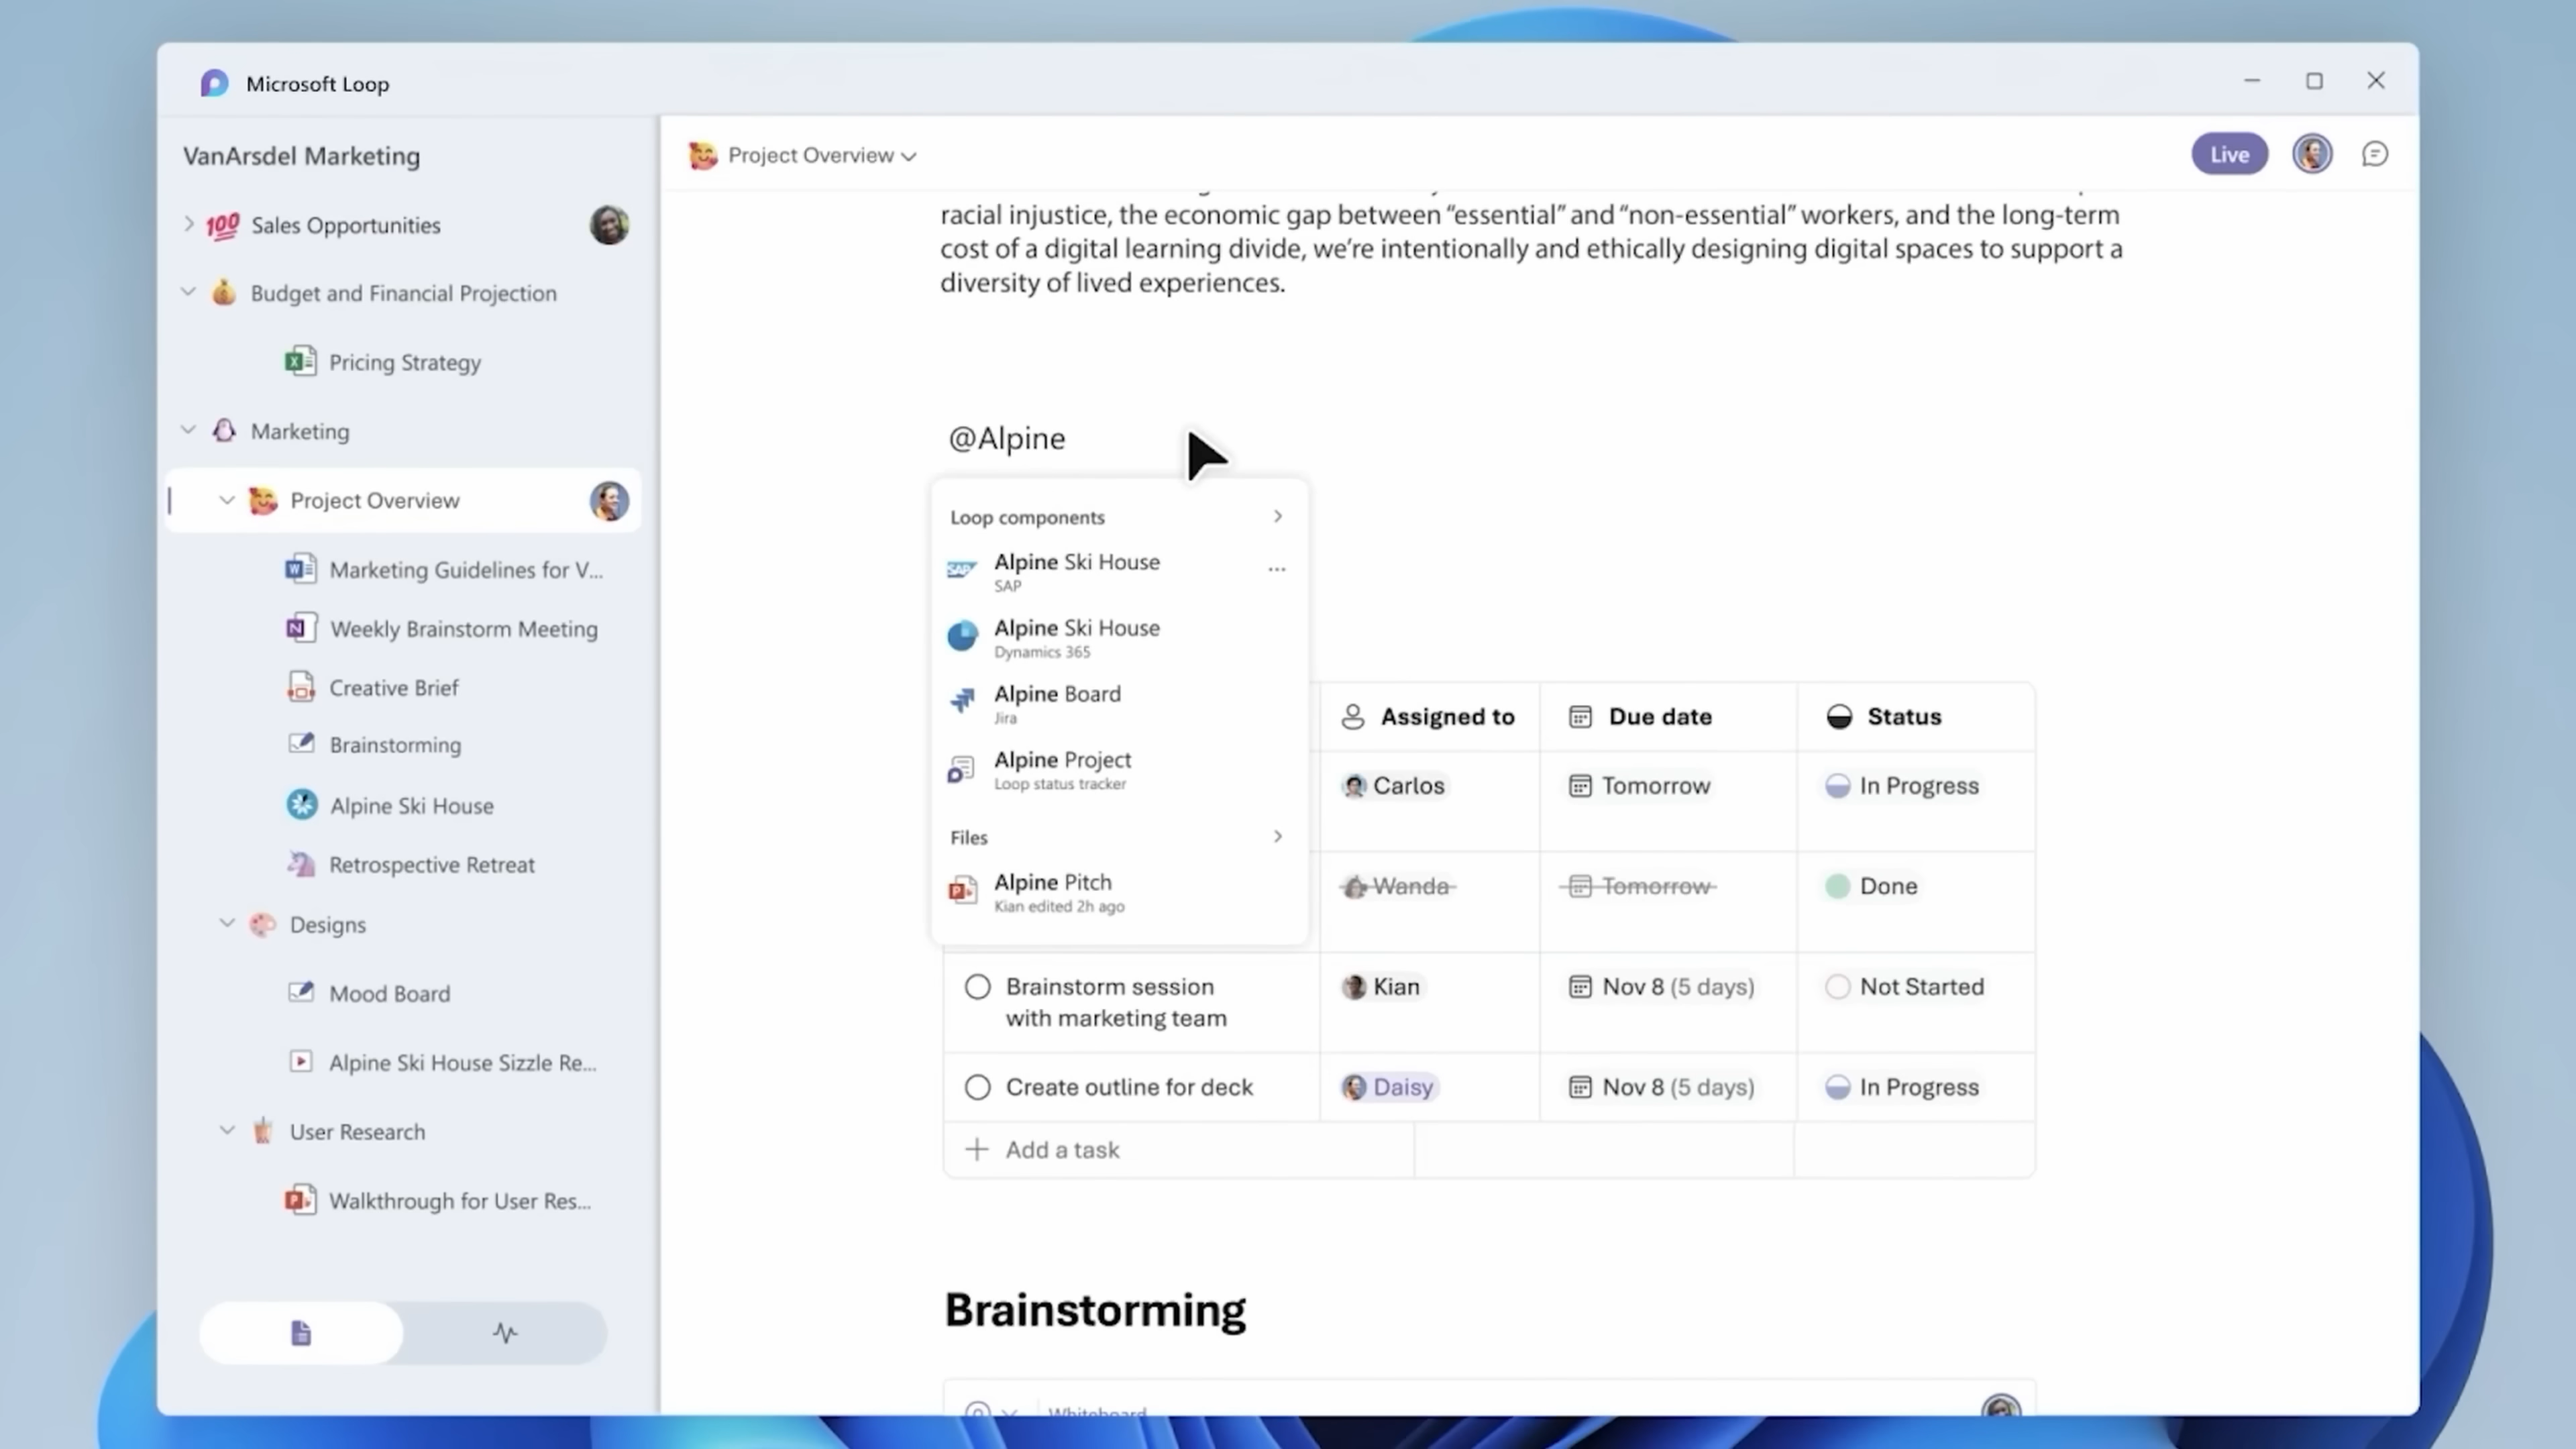 Microsoft Loop
VanArsdel Marketing
Sales Opportunities
Budget and Financial Projection
Pricing Strategy
Marketing
Project Overview
Marketing Guidelines for V...
Weekly Brainstorm Meeting
Creative Brief
Brainstorming
Alpine Ski House
Retrospective Retreat
Designs
Mood Board
Alpine Ski House Sizzle Re...
User Research
Walkthrough for User Res...
Project Overview
Live
racial injustice, the economic gap between “essential” and “non-essential” workers, and the long-term
cost of a digital learning divide, we’re intentionally and ethically designing digital spaces to support a
diversity of lived experiences.
@Alpine
Loop components
Alpine Ski House
SAP
SAP
Alpine Ski House
Dynamics 365
Alpine Board
Jira
Alpine Project
Loop status tracker
Files
Alpine Pitch
Kian edited 2h ago
Assigned to Due date Status
Carlos Tomorrow In Progress
Wanda Tomorrow Done
Brainstorm session Kian Nov 8 (5 days) Not Started
with marketing team
Create outline for deck Daisy Nov 8 (5 days) In Progress
Add a task
Brainstorming
Whiteboard